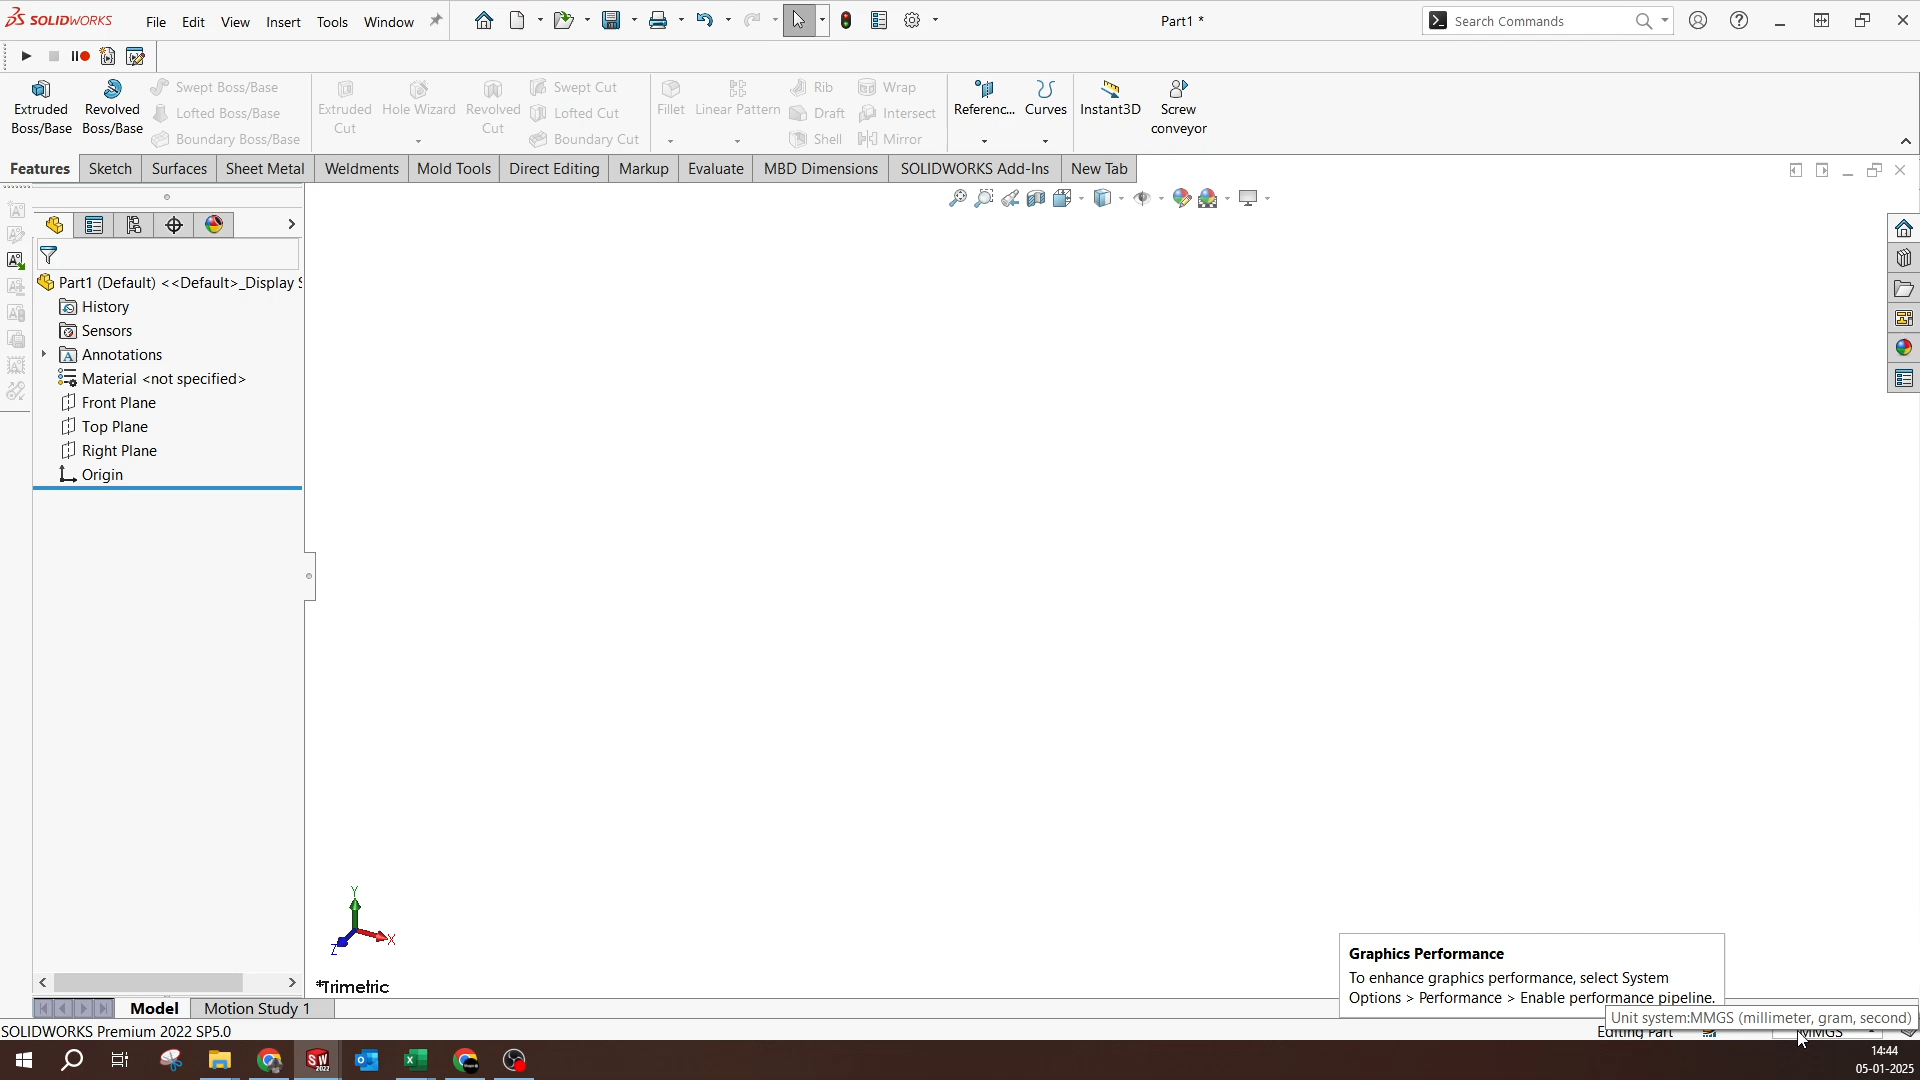 SOLIDWORKS File Edit View Insert Tools Window Part1 * Search Commands
Extruded Boss/Base
Revolved Boss/Base
Swept Boss/Base
Lofted Boss/Base
Boundary Boss/Base
Extruded Cut
Hole Wizard
Revolved Cut
Swept Cut
Lofted Cut
Boundary Cut
Fillet
Linear Pattern
Rib
Draft
Shell
Wrap
Intersect
Mirror
Referenc...
Curves
Instant3D
Screw conveyor
Features Sketch Surfaces Sheet Metal Weldments Mold Tools Direct Editing Markup Evaluate MBD Dimensions SOLIDWORKS Add-Ins New Tab
Part1 (Default) <<Default>_Display S
History
Sensors
Annotations
Material <not specified>
Front Plane
Top Plane
Right Plane
Origin
Y
X
Z
*Trimetric
Graphics Performance
To enhance graphics performance, select System
Options > Performance > Enable performance pipeline.
Unit system:MMGS (millimeter, gram, second)
Model Motion Study 1
SOLIDWORKS Premium 2022 SP5.0 Editing Part MMGS
SW
2022
14:44
05-01-2025